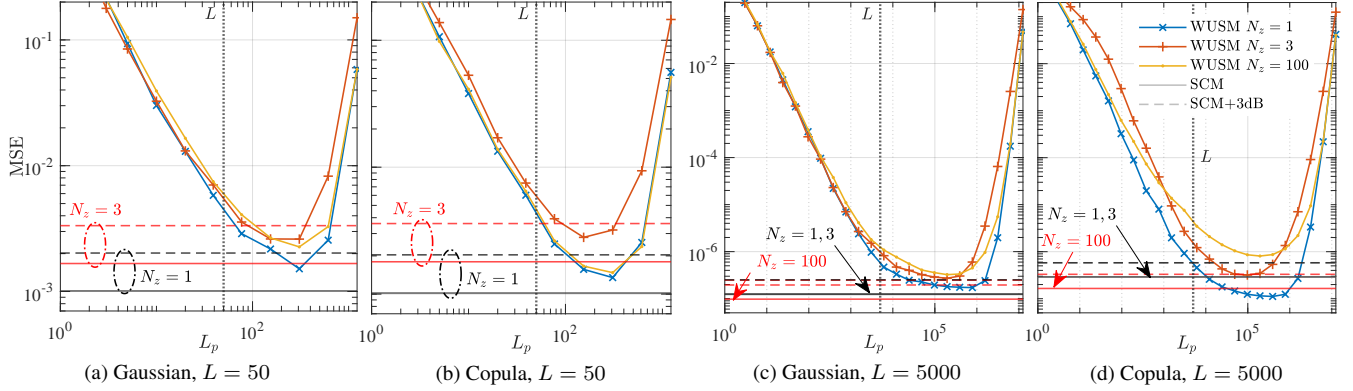 MSE
10^{-1}
10^{-2}
10^{-3}
L
N_z = 3
N_z = 1
10^0
10^2
L_p
(a) Gaussian, L = 50
L
N_z = 3
N_z = 1
10^0
10^2
L_p
(b) Copula, L = 50
10^{-2}
10^{-4}
10^{-6}
L
N_z = 1, 3
N_z = 100
10^0
10^5
L_p
(c) Gaussian, L = 5000
WUSM N_z = 1
WUSM N_z = 3
WUSM N_z = 100
SCM
SCM+3dB
L
N_z = 1, 3
N_z = 100
10^0
10^5
L_p
(d) Copula, L = 5000